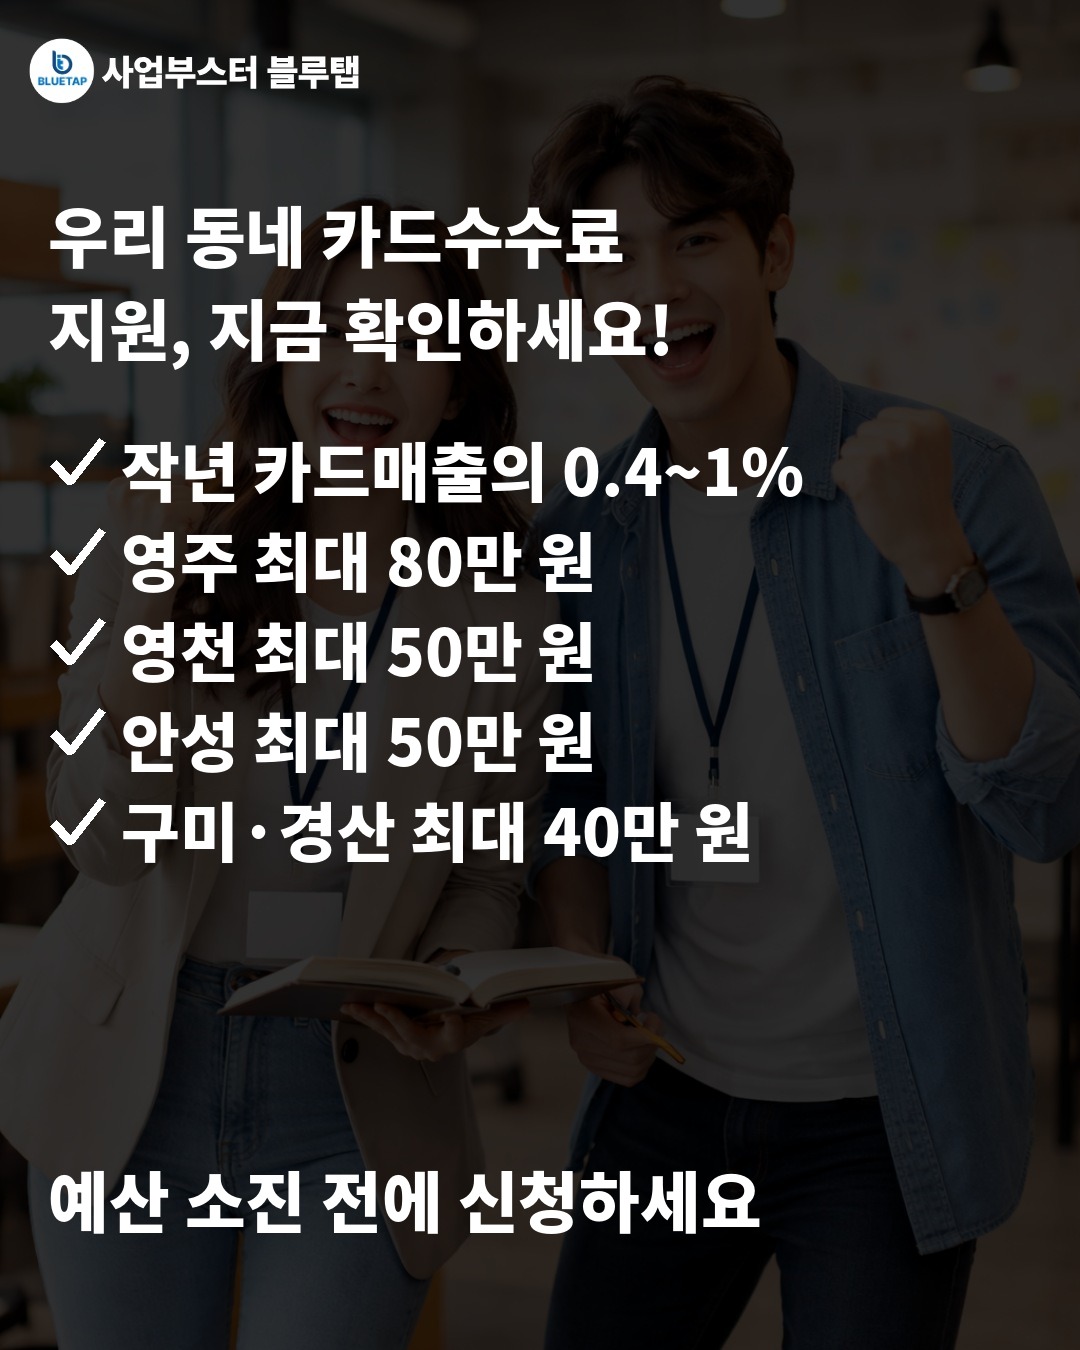 BLUETAP
사업부스터 블루탭
우리 동네 카드수수료
지원, 지금 확인하세요!
작년 카드매출의 0.4~1%
영주 최대 80만 원
영천 최대 50만 원
안성 최대 50만 원
구미·경산 최대 40만 원
예산 소진 전에 신청하세요